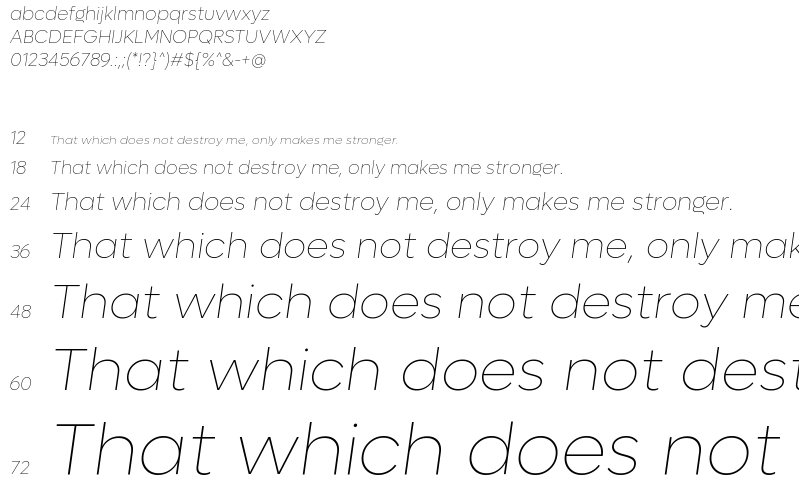 abcdefghijklmnopqrstuvwxyz
ABCDEFGHIJKLMNOPQRSTUVWXYZ
0123456789.:,;(*!?}^)#${%^&-+@
12 That which does not destroy me, only makes me stronger.
18 That which does not destroy me, only makes me stronger.
24 That which does not destroy me, only makes me stronger.
36 That which does not destroy me, only mak
48 That which does not destroy me
60 That which does not dest
72 That which does not